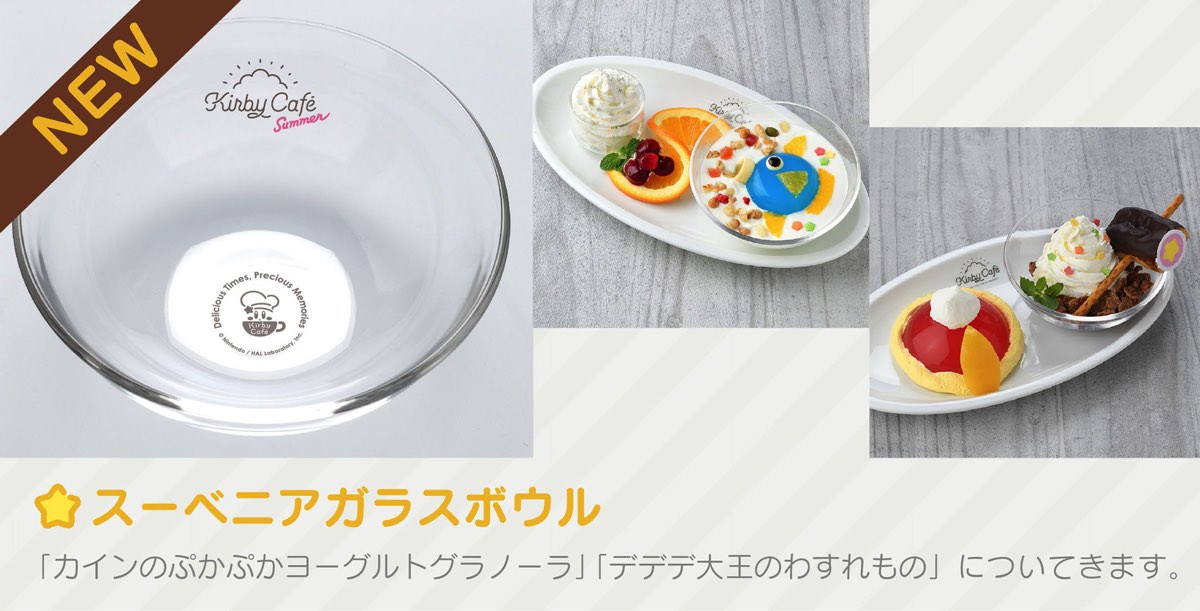 NEW
Kirby Café
Summer
Delicious Times, Precious Memories
Kirby
Café
© Nintendo / HAL Laboratory, Inc.
Kirby Café
スーベニアガラスボウル
「カインのぷかぷかヨーグルトグラノーラ」「デデデ大王のわすれもの」についてきます。